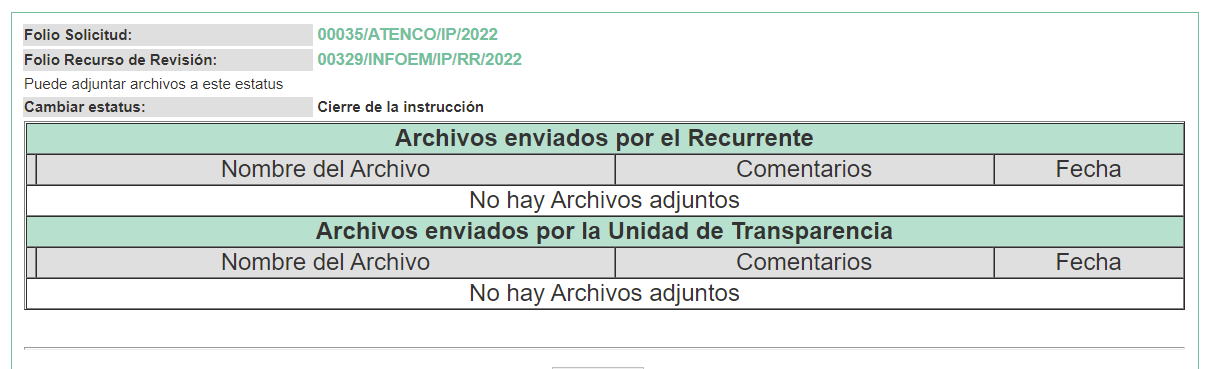 Folio Solicitud: 00035/ATENCO/IP/2022
Folio Recurso de Revisión: 00329/INFOEM/IP/RR/2022
Puede adjuntar archivos a este estatus
Cambiar estatus: Cierre de la instrucción
Archivos enviados por el Recurrente
Nombre del Archivo Comentarios Fecha
No hay Archivos adjuntos
Archivos enviados por la Unidad de Transparencia
Nombre del Archivo Comentarios Fecha
No hay Archivos adjuntos